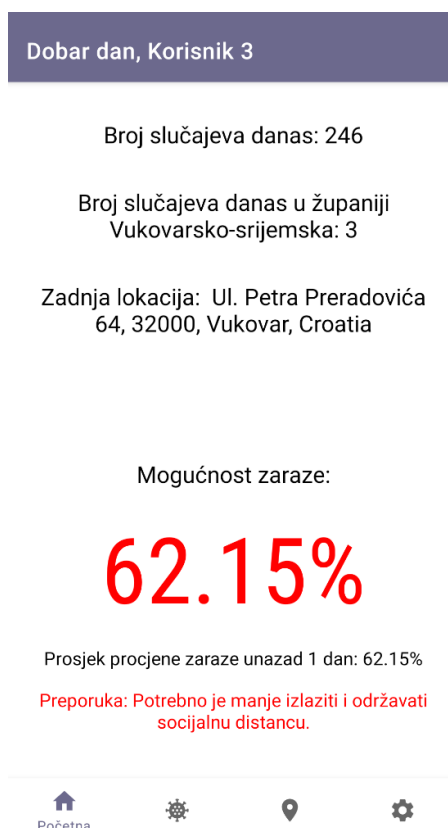 Dobar dan, Korisnik 3
Broj slučajeva danas: 246
Broj slučajeva danas u županiji
Vukovarsko-srijemska: 3
Zadnja lokacija:  Ul. Petra Preradovića
64, 32000, Vukovar, Croatia
Mogućnost zaraze:
62.15%
Prosjek procjene zaraze unazad 1 dan: 62.15%
Preporuka: Potrebno je manje izlaziti i održavati
socijalnu distancu.
Početna